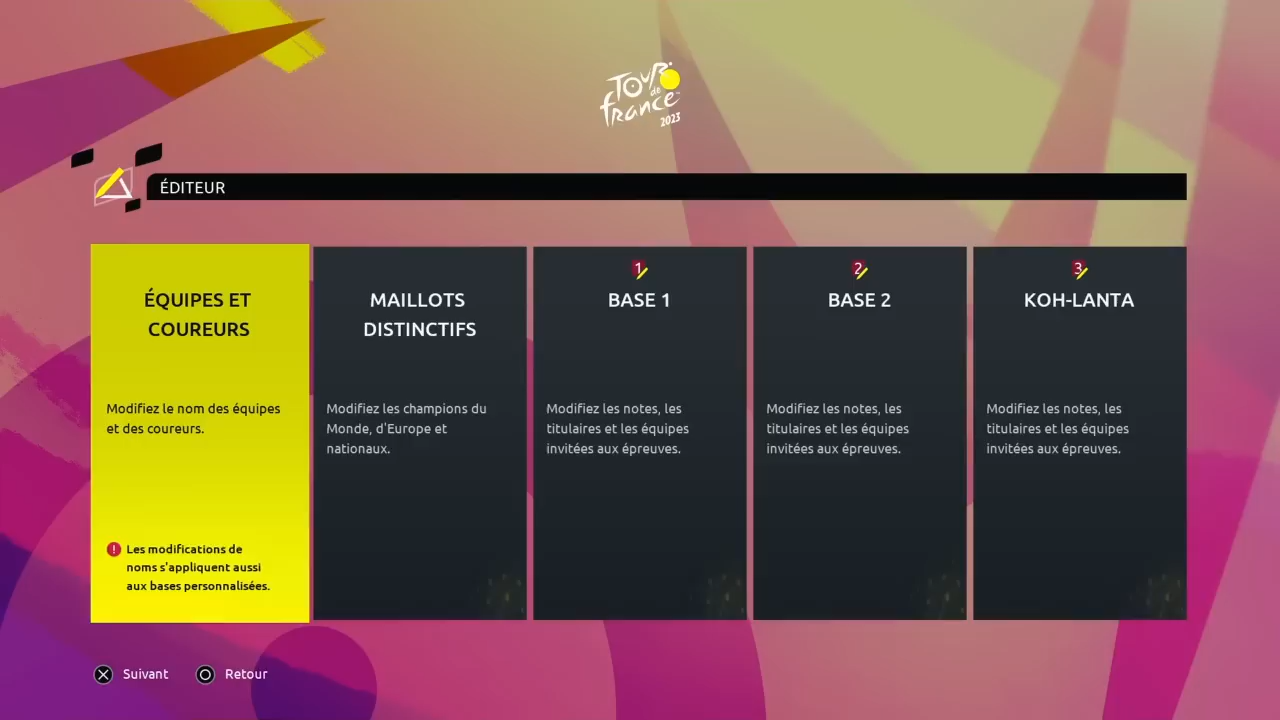 TOUR
de
france
2023
ÉDITEUR
ÉQUIPES ET
COUREURS
Modifiez le nom des équipes
et des coureurs.
! Les modifications de
noms s'appliquent aussi
aux bases personnalisées.
MAILLOTS
DISTINCTIFS
Modifiez les champions du
Monde, d'Europe et
nationaux.
1
BASE 1
Modifiez les notes, les
titulaires et les équipes
invitées aux épreuves.
2
BASE 2
Modifiez les notes, les
titulaires et les équipes
invitées aux épreuves.
3
KOH-LANTA
Modifiez les notes, les
titulaires et les équipes
invitées aux épreuves.
Suivant
Retour